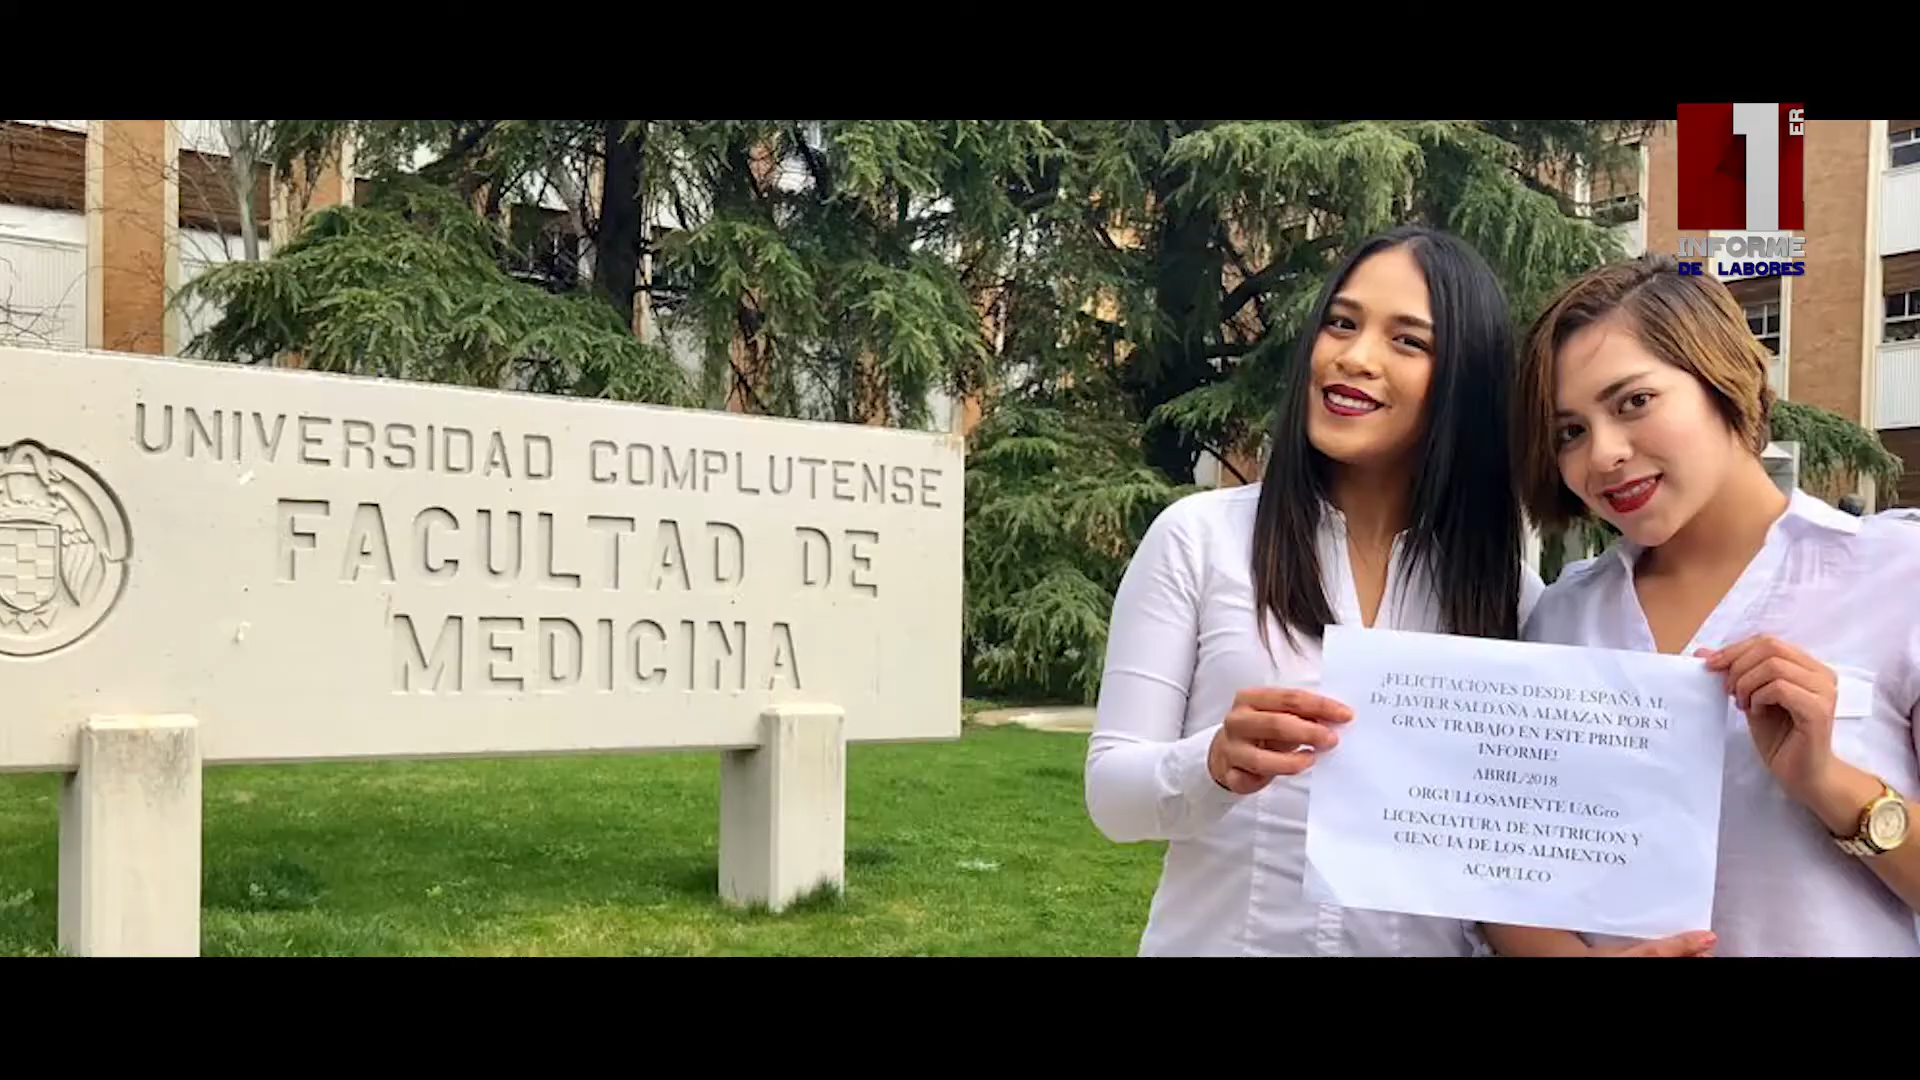 1ER
INFORME
DE LABORES
UNIVERSIDAD COMPLUTENSE
FACULTAD DE
MEDICINA
¡FELICITACIONES DESDE ESPAÑA AL
Dr. JAVIER SALDAÑA ALMAZAN POR SU
GRAN TRABAJO EN ESTE PRIMER
INFORME!
ABRIL/2018
ORGULLOSAMENTE UAGro
LICENCIATURA DE NUTRICION Y
CIENCIA DE LOS ALIMENTOS
ACAPULCO